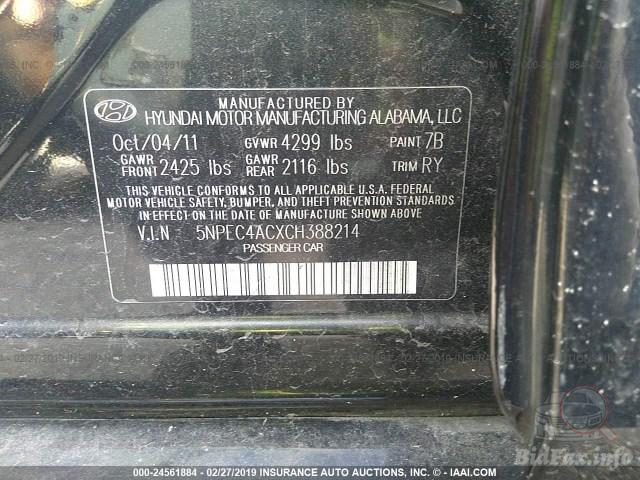 MANUFACTURED BY
HYUNDAI MOTOR MANUFACTURING ALABAMA, LLC
Oct/04/11 GVWR 4299 lbs PAINT 7B
GAWR FRONT 2425 lbs GAWR REAR 2116 lbs TRIM RY
THIS VEHICLE CONFORMS TO ALL APPLICABLE U.S.A. FEDERAL
MOTOR VEHICLE SAFETY, BUMPER, AND THEFT PREVENTION STANDARDS
IN EFFECT ON THE DATE OF MANUFACTURE SHOWN ABOVE.
V.I.N 5NPEC4ACXCH388214
PASSENGER CAR
BidFax.info
000-24561884 - 02/27/2019 INSURANCE AUTO AUCTIONS, INC. - IAAI.COM